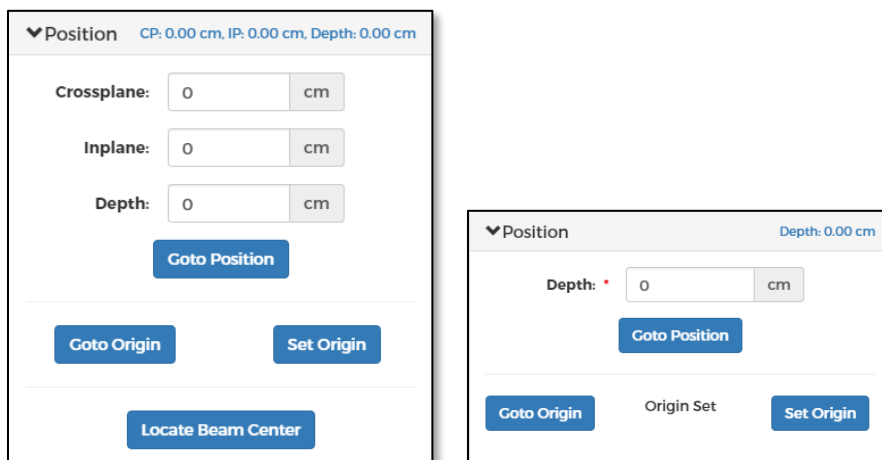 Position CP: 0.00 cm, IP: 0.00 cm, Depth: 0.00 cm
Crossplane: 0 cm
Inplane: 0 cm
Depth: 0 cm
Goto Position
Goto Origin Set Origin
Locate Beam Center
Position Depth: 0.00 cm
Depth: * 0 cm
Goto Position
Goto Origin Origin Set Set Origin